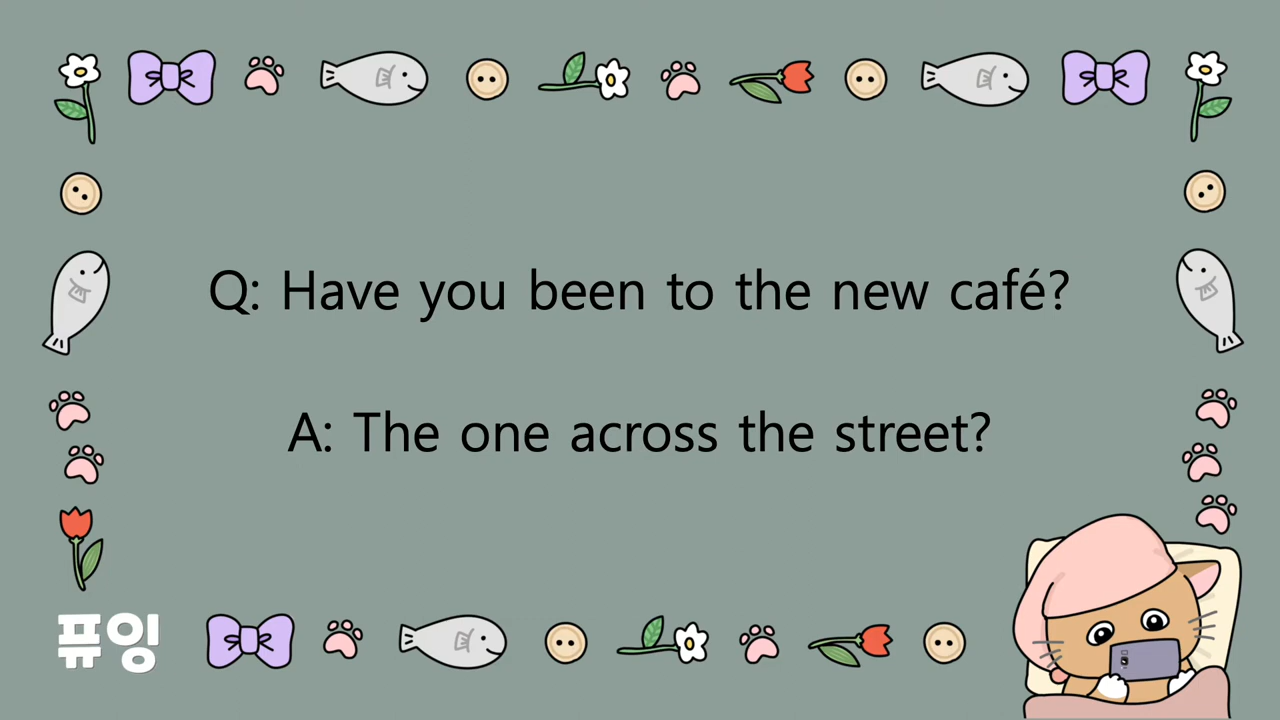 Q: Have you been to the new café?
A: The one across the street?
퓨잉